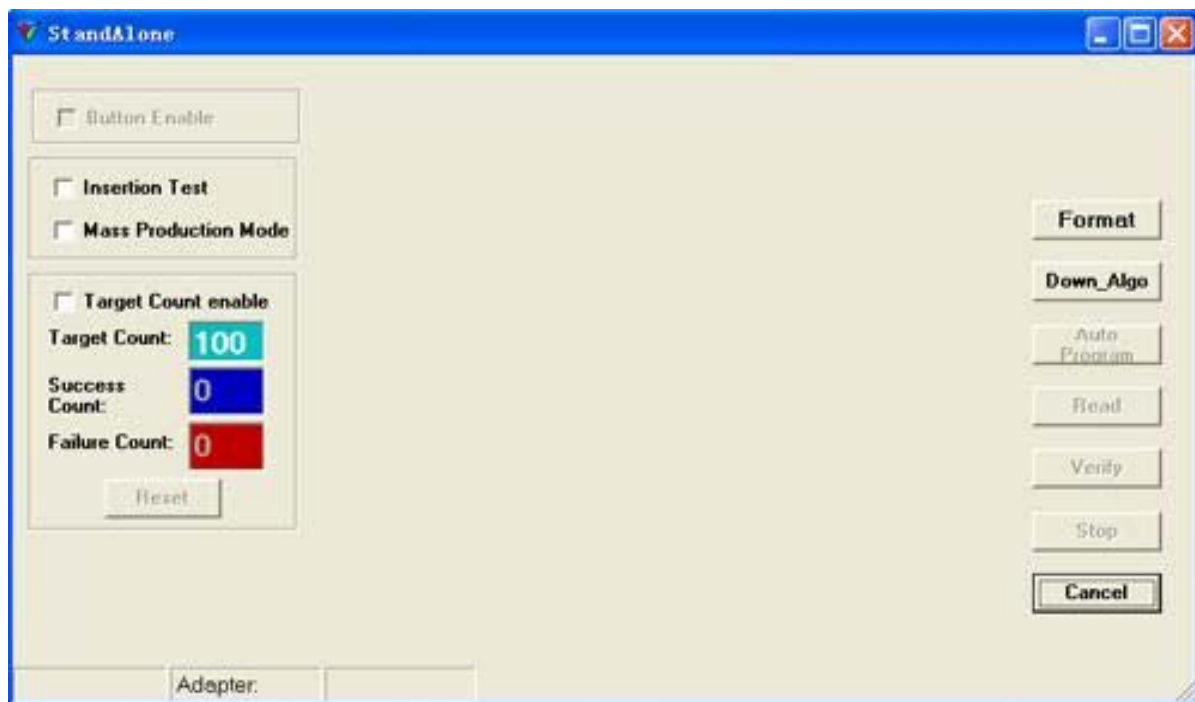 StandAlone
Button Enable
Insertion Test
Mass Production Mode
Target Count enable
Target Count:
100
Success
Count:
0
Failure Count:
0
Reset
Format
Down_Algo
Auto
Program
Read
Verify
Stop
Cancel
Adapter: